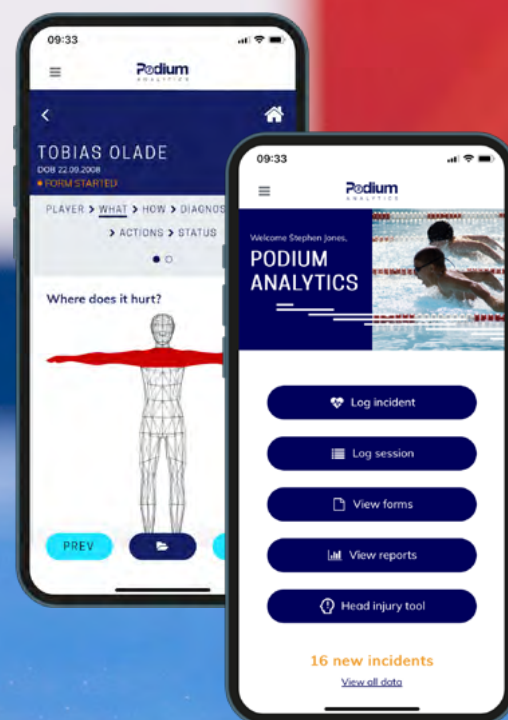 09:33
Podium
ANALYTICS
TOBIAS OLADE
DOB 22.09.2008
FORM STARTED
PLAYER > WHAT > HOW > DIAGNOS
> ACTIONS > STATUS
Where does it hurt?
PREV
09:33
Podium
ANALYTICS
Welcome Stephen Jones,
PODIUM
ANALYTICS
Log incident
Log session
View forms
View reports
Head injury tool
16 new incidents
View all data